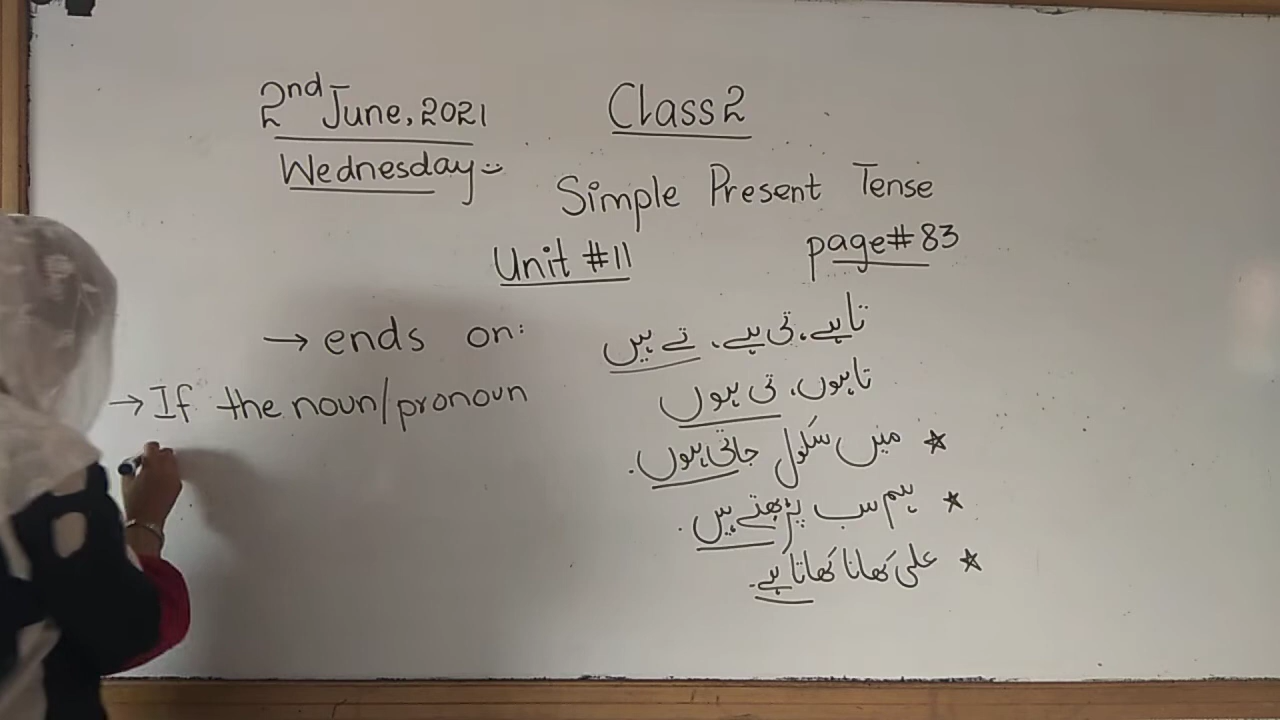 2nd June, 2021
Class 2
Wednesday
Simple Present Tense
Unit #11
page# 83
→ ends on: تا ہے، تی ہے، تے ہیں
تا ہوں، تی ہوں
→ If the noun/pronoun
★ میں سکول جاتی ہوں۔
★ ہم سب پڑھتے ہیں۔
★ علی کھانا کھاتا ہے۔